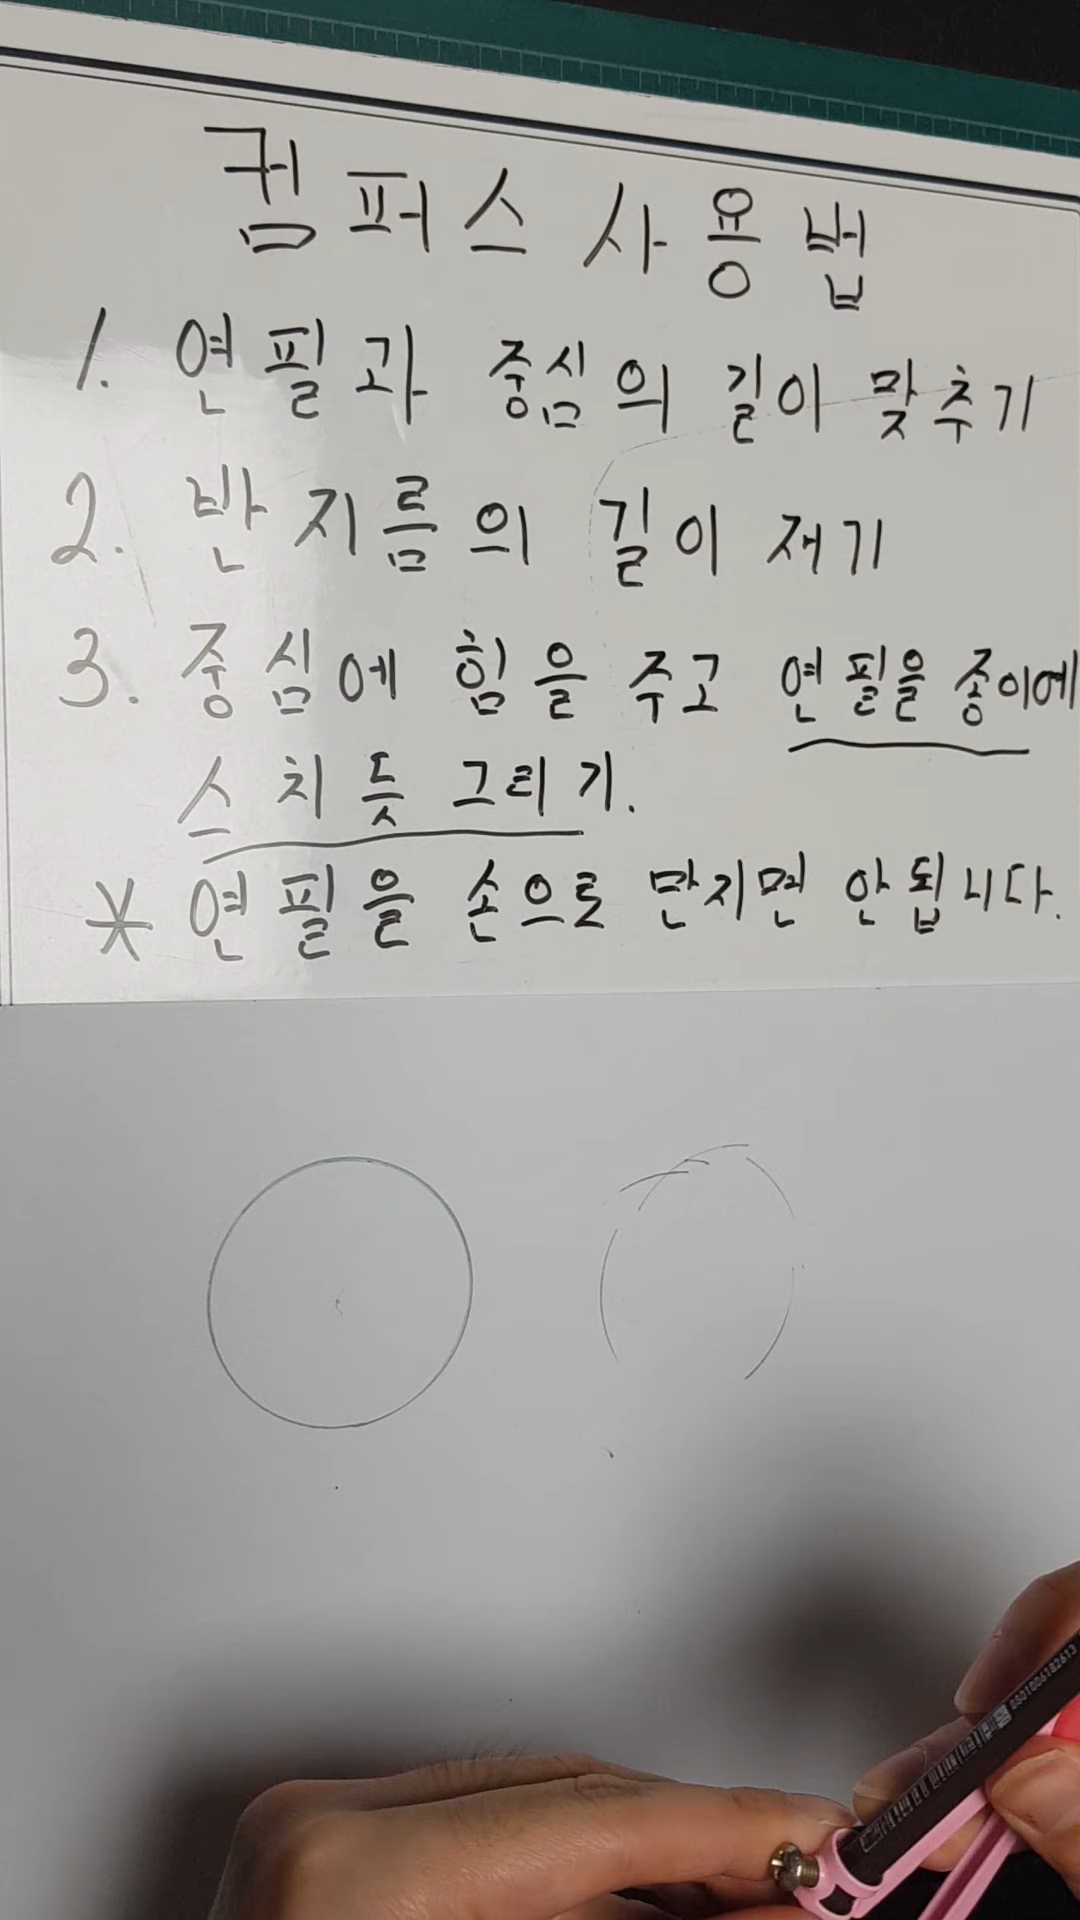 컴퍼스 사용법
1. 연필과 중심의 길이 맞추기
2. 반지름의 길이 재기
3. 중심에 힘을 주고 연필을 종이에
스치듯 그리기.
* 연필을 손으로 만지면 안됩니다.
8801006182613